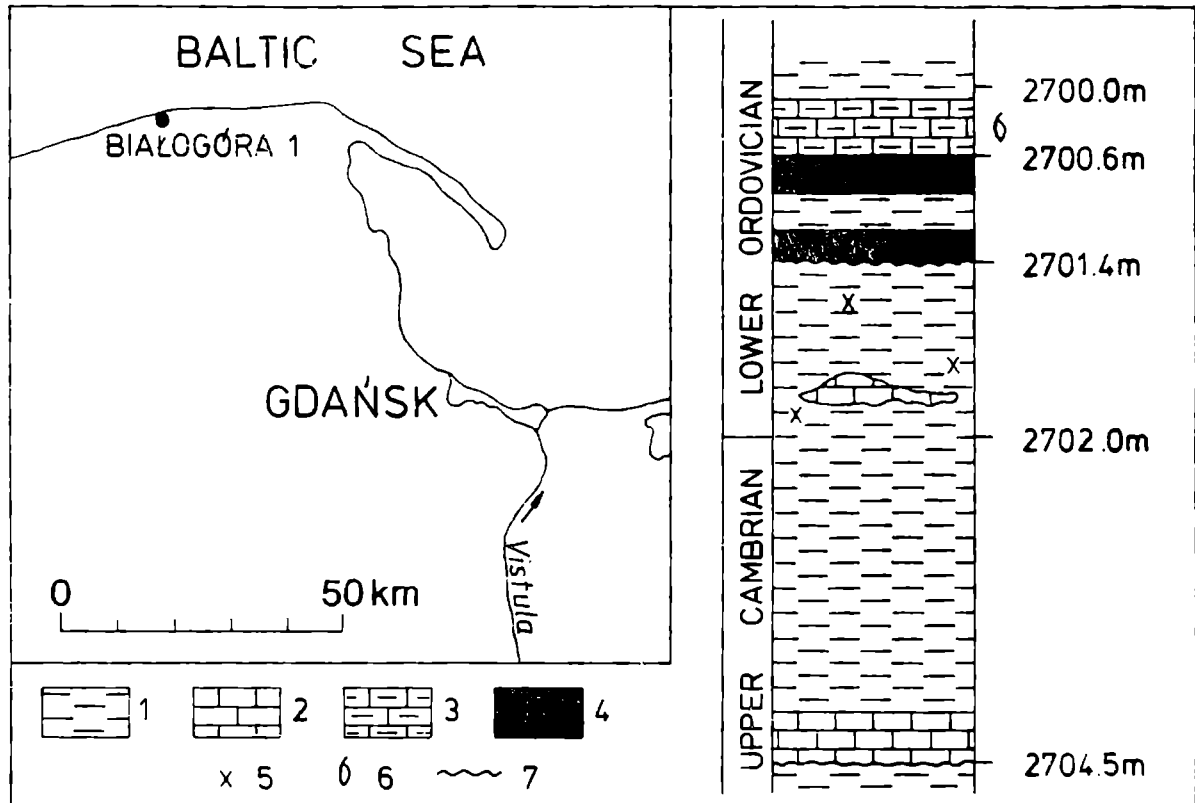 BALTIC SEA
BIAŁOGÓRA 1
GDAŃSK
Vistula
0 50 km
1 2 3 4
x 5 6 7
LOWER ORDOVICIAN
UPPER CAMBRIAN
2700.0m
2700.6m
2701.4m
2702.0m
2704.5m